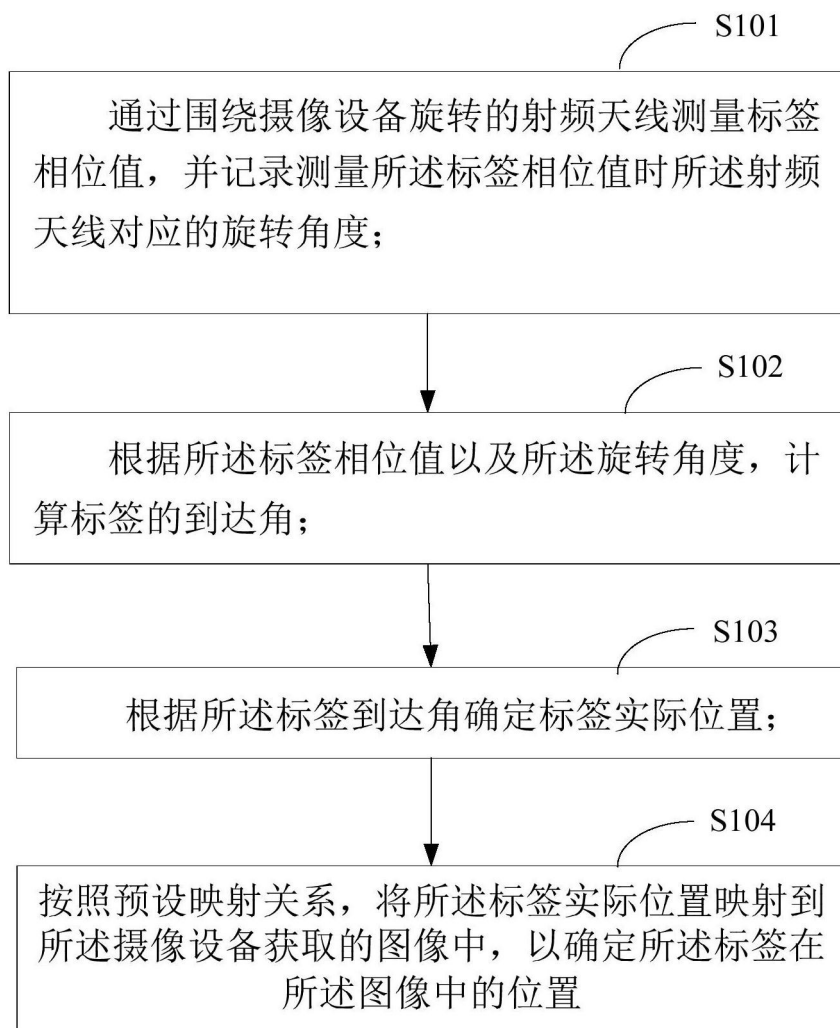 S101
通过围绕摄像设备旋转的射频天线测量标签
相位值，并记录测量所述标签相位值时所述射频
天线对应的旋转角度；
S102
根据所述标签相位值以及所述旋转角度，计
算标签的到达角；
S103
根据所述标签到达角确定标签实际位置；
S104
按照预设映射关系，将所述标签实际位置映射到
所述摄像设备获取的图像中，以确定所述标签在
所述图像中的位置